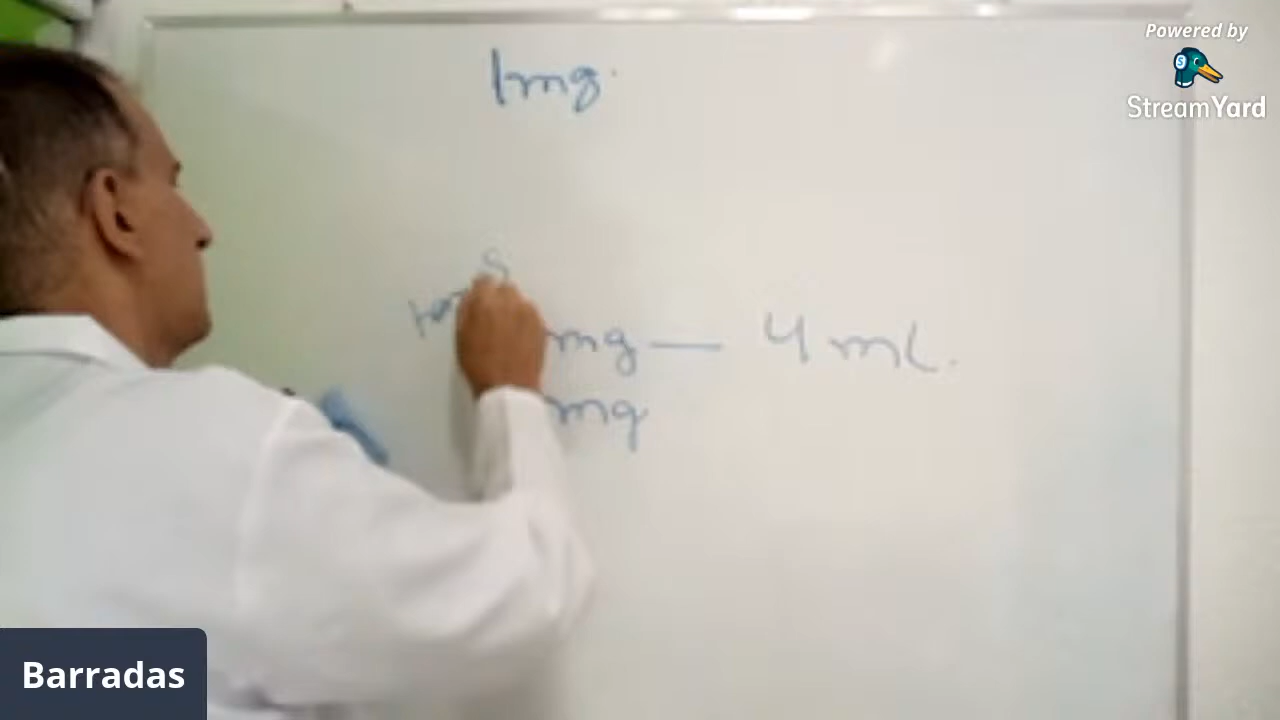 Powered by
StreamYard
1mg.
mg — 4 mL.
mg
Barradas